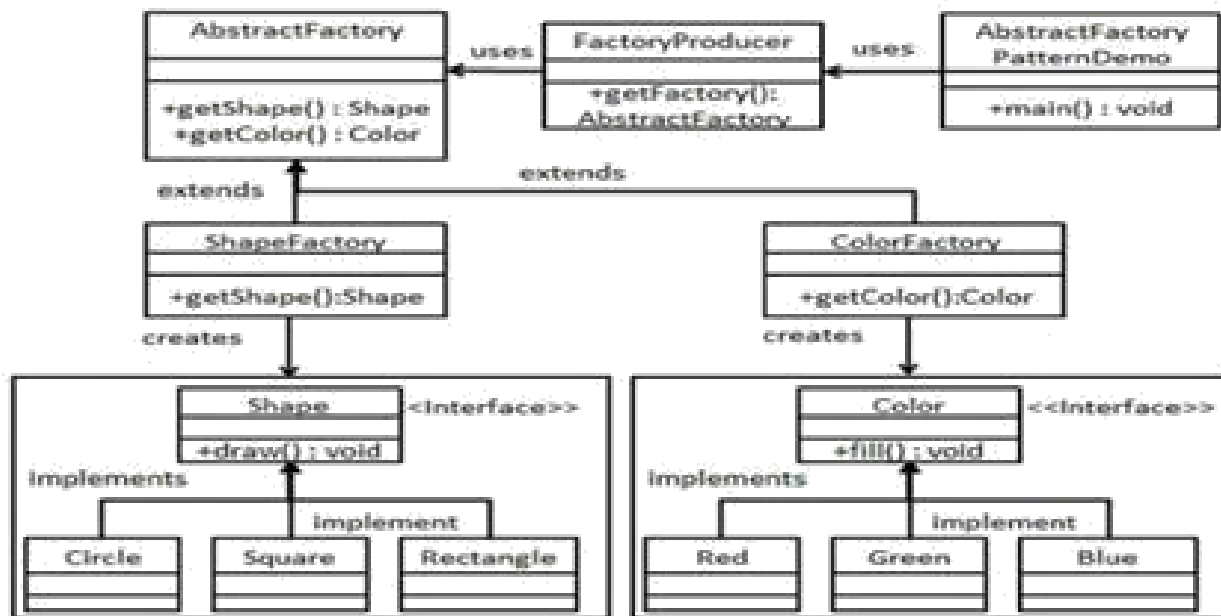 AbstractFactory
+getShape() : Shape
+getColor() : Color
uses
FactoryProducer
+getFactory():
AbstractFactory
uses
AbstractFactory
PatternDemo
+main() : void
extends
extends
ShapeFactory
+getShape():Shape
ColorFactory
+getColor():Color
creates
creates
Shape
<Interface>>
+draw() : void
implements
implement
Circle
Square
Rectangle
Color
<<Interface>>
+fill() : void
implements
implement
Red
Green
Blue